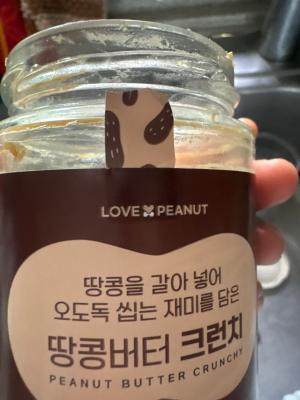 LOVE PEANUT
땅콩을 갈아 넣어
오도독 씹는 재미를 담은
땅콩버터 크런치
PEANUT BUTTER CRUNCHY